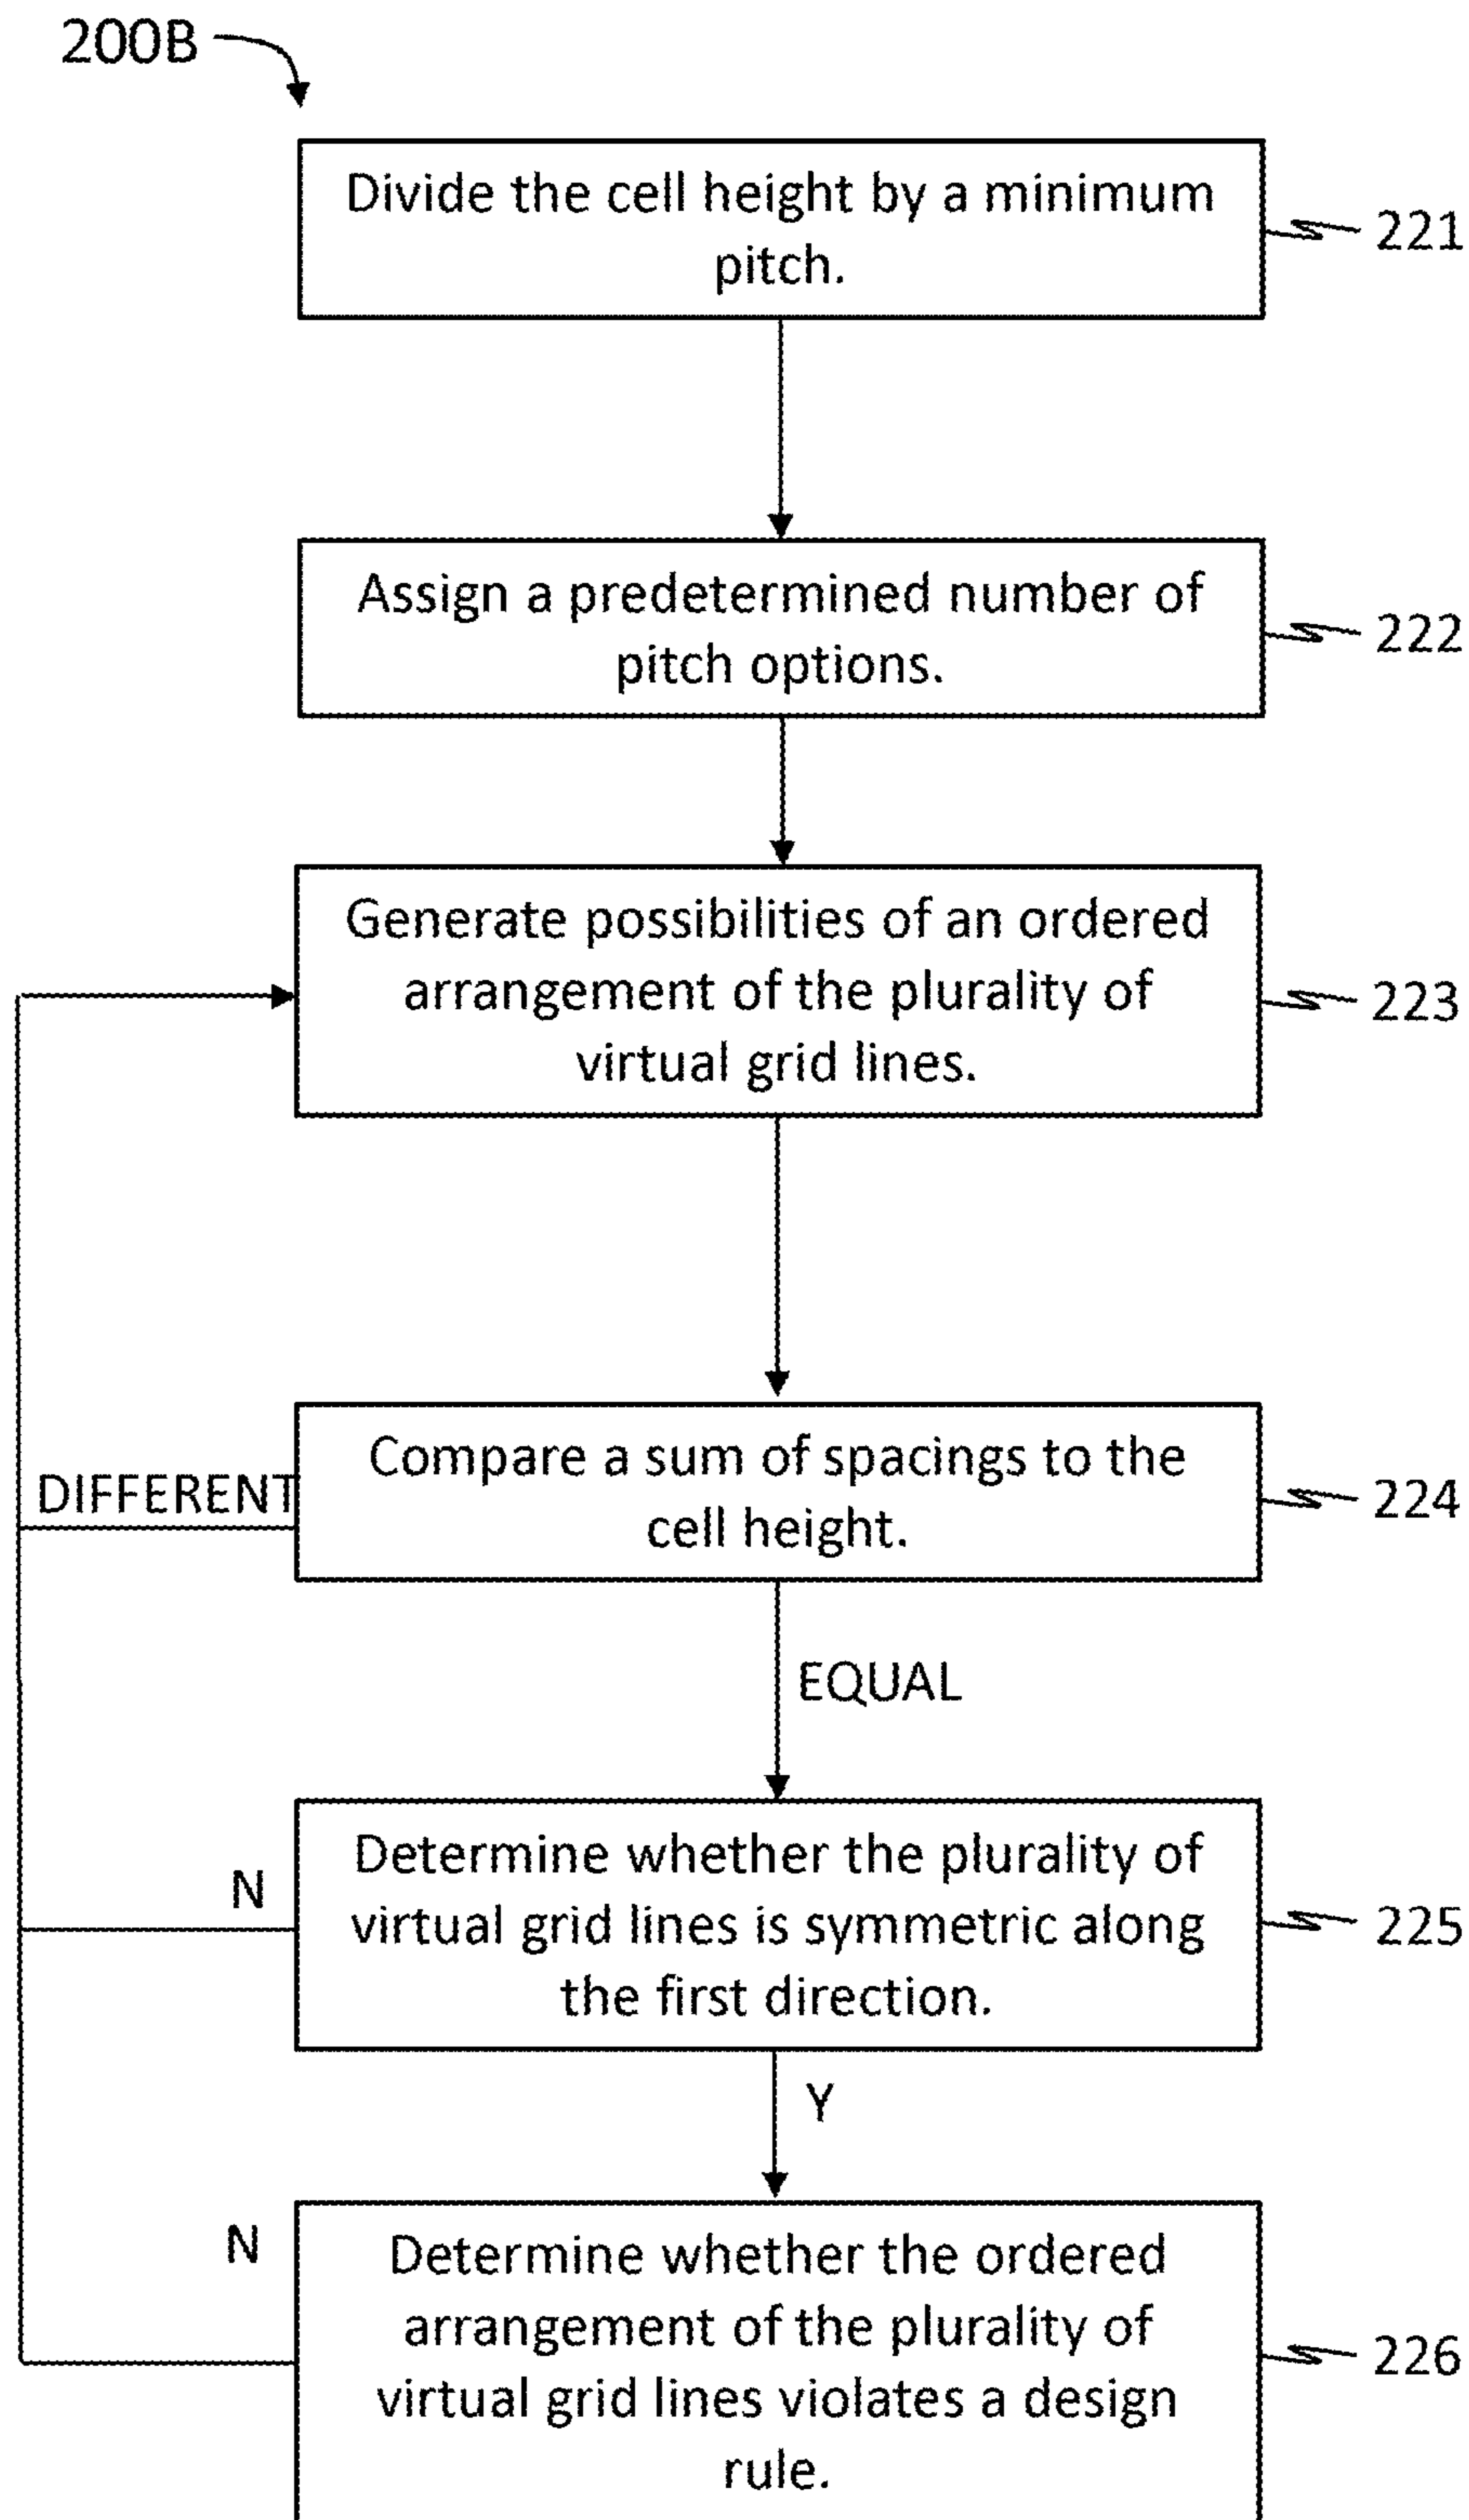 200B
Divide the cell height by a minimum
pitch.
221
Assign a predetermined number of
pitch options.
222
Generate possibilities of an ordered
arrangement of the plurality of
virtual grid lines.
223
Compare a sum of spacings to the
cell height.
224
DIFFERENT
EQUAL
Determine whether the plurality of
virtual grid lines is symmetric along
the first direction.
225
N
Y
Determine whether the ordered
arrangement of the plurality of
virtual grid lines violates a design
rule.
226
N